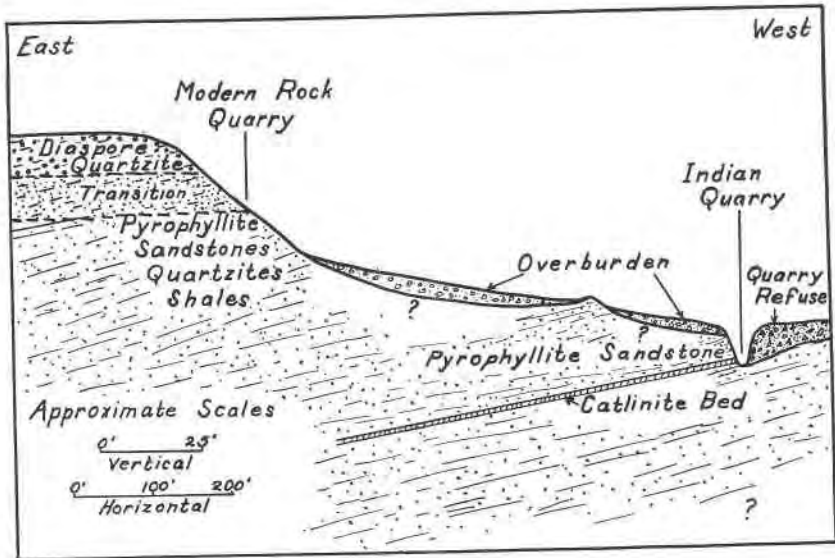 East
West
Modern Rock
Quarry
Diaspore
Quartzite
Transition
Indian
Quarry
Pyrophyllite
Sandstones
Quartzites
Shales
Overburden
Quarry
Refuse
?
?
Pyrophyllite Sandstone
Catlinite Bed
Approximate Scales
0' 25'
Vertical
0' 100' 200'
Horizontal
?